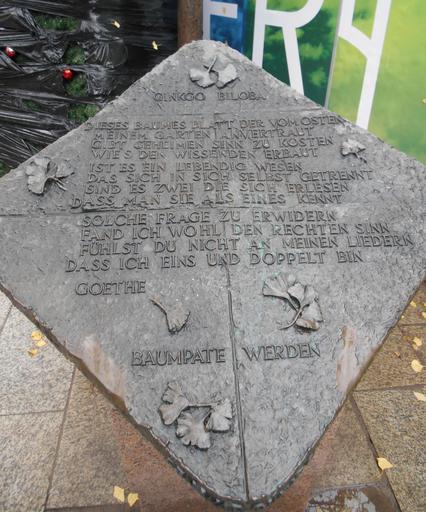 ERH
GINKGO BILOBA
DIESES BAUMES BLATT DER VOM OSTEN
MEINEM GARTEN ANVERTRAUT
GIBT GEHEIMEN SINN ZU KOSTEN
WIE'S DEN WISSENDEN ERBAUT
IST ES EIN LEBENDIG WESEN
DAS SICH IN SICH SELBST GETRENNT
SIND ES ZWEI DIE SICH ERLESEN
DASS MAN SIE ALS EINES KENNT
SOLCHE FRAGE ZU ERWIDERN
FAND ICH WOHL DEN RECHTEN SINN
FÜHLST DU NICHT AN MEINEN LIEDERN
DASS ICH EINS UND DOPPELT BIN
GOETHE
BAUMPATE WERDEN